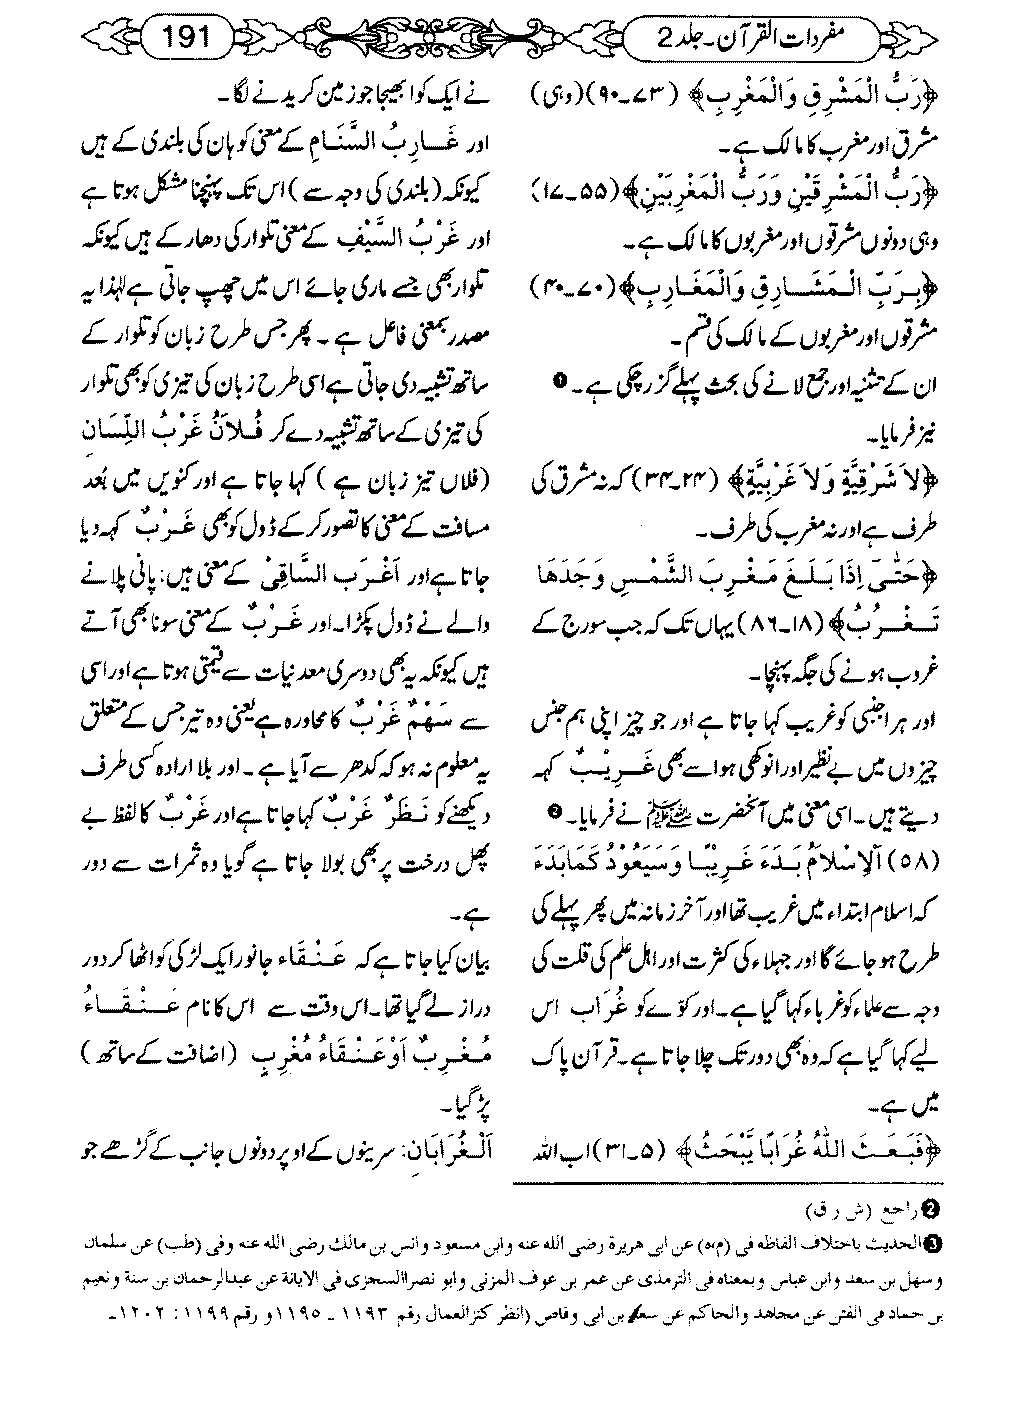 مفردات القرآن۔جلد 2
191
﴿رَبُّ الْمَشْرِقِ وَالْمَغْرِبِ﴾ (۷۳۔۹۰)(وہی)
مشرق اور مغرب کا مالک ہے۔
﴿رَبُّ الْمَشْرِقَيْنِ وَرَبُّ الْمَغْرِبَيْنِ﴾(۵۵۔۱۷)
وہی دونوں مشرقوں اور مغربوں کا مالک ہے۔
﴿بِرَبِّ الْمَشَارِقِ وَالْمَغَارِبِ﴾(۷۰۔۴۰)
مشرقوں اور مغربوں کے مالک کی قسم۔
ان کے تثنیہ اور جمع لانے کی بحث پہلے گزر چکی ہے۔❶
نیز فرمایا۔
﴿لَا شَرْقِيَّةٍ وَلَا غَرْبِيَّةٍ﴾ (۲۴۔۳۴) کہ نہ مشرق کی
طرف ہے اور نہ مغرب کی طرف۔
﴿حَتّٰى اِذَا بَلَغَ مَغْرِبَ الشَّمْسِ وَجَدَهَا
تَغْرُبُ﴾ (۱۸۔۸۶) یہاں تک کہ جب سورج کے
غروب ہونے کی جگہ پہنچا۔
اور ہر اجنبی کو غریب کہا جاتا ہے اور جو چیز اپنی ہم جنس
چیزوں میں بے نظیر اور انوکھی ہو اسے بھی غَرِيْبٌ کہہ
دیتے ہیں۔ اسی معنی میں آنحضرت ﷺ نے فرمایا۔❷
(۵۸) اَلْاِسْلَامُ بَدَءَ غَرِيْبًا وَسَيَعُوْدُ كَمَا بَدَءَ
کہ اسلام ابتداء میں غریب تھا اور آخر زمانہ میں پھر پہلے کی
طرح ہو جائے گا اور جہلاء کی کثرت اور اہل علم کی قلت کی
وجہ سے علماء کو غرباء کہا گیا ہے۔ اور کوّے کو غُرَاب اس
لیے کہا گیا ہے کہ وہ بھی دور تک چلا جاتا ہے۔ قرآن پاک
میں ہے۔
﴿فَبَعَثَ اللّٰهُ غُرَابًا يَّبْحَثُ﴾ (۵۔۳۱) اب اللہ
نے ایک کوا بھیجا جو زمین کریدنے لگا۔
اور غَارِبُ السَّنَامِ کے معنی کوہان کی بلندی کے ہیں
کیونکہ (بلندی کی وجہ سے) اس تک پہنچنا مشکل ہوتا ہے
اور غَرْبُ السَّيْفِ کے معنی تلوار کی دھار کے ہیں کیونکہ
تلوار بھی جسے ماری جائے اس میں چھپ جاتی ہے لہٰذا یہ
مصدر بمعنی فاعل ہے۔ پھر جس طرح زبان کو تلوار کے
ساتھ تشبیہ دی جاتی ہے اسی طرح زبان کی تیزی کو بھی تلوار
کی تیزی کے ساتھ تشبیہ دے کر فُلَانٌ غَرْبُ اللِّسَانِ
(فلاں تیز زبان ہے) کہا جاتا ہے اور کنویں میں بُعد
مسافت کے معنی کا تصور کر کے ڈول کو بھی غَرْبٌ کہہ دیا
جاتا ہے اور اَغْرَبَ السَّاقِیْ کے معنی ہیں: پانی پلانے
والے نے ڈول پکڑا۔ اور غَرْبٌ کے معنی سونا بھی آتے
ہیں کیونکہ یہ بھی دوسری معدنیات سے قیمتی ہوتا ہے اور اسی
سے سَهْمٌ غَرْبٌ کا محاورہ ہے یعنی وہ تیر جس کے متعلق
یہ معلوم نہ ہو کہ کدھر سے آیا ہے۔ اور بلا ارادہ کسی طرف
دیکھنے کو نَظَرٌ غَرْبٌ کہا جاتا ہے اور غَرْبٌ کا لفظ بے
پھل درخت پر بھی بولا جاتا ہے گویا وہ ثمرات سے دور
ہے۔
بیان کیا جاتا ہے کہ عَنْقَاء جانور ایک لڑکی کو اٹھا کر دور
دراز لے گیا تھا۔ اس وقت سے اس کا نام عَنْقَاءُ
مُغْرِبٌ اَوْ عَنْقَاءُ مُغْرِبٍ (اضافت کے ساتھ)
پڑ گیا۔
اَلْغُرَابَانِ: سرینوں کے اوپر دونوں جانب کے گڑھے جو
❷ راجع (ش ر ق)
❸ الحدیث باختلاف الفاظه فی (م) عن ابی هریرة رضی الله عنه وابن مسعود وانس بن مالك رضی الله عنه وفی (طب) عن سلمان
و سهل بن سعد وابن عباس وبمعناه فی الترمذی عن عمر بن عوف المزنی وابو نصر السجزی فی الابانة عن عبدالرحمان بن سنة و نعیم
بن حماد فی الفتن عن مجاهد والحاکم عن سعد بن ابی وقاص (انظر کنزالعمال رقم ۱۱۹۳ ۔ ۱۱۹۵ و رقم ۱۱۹۹ : ۱۲۰۲۔